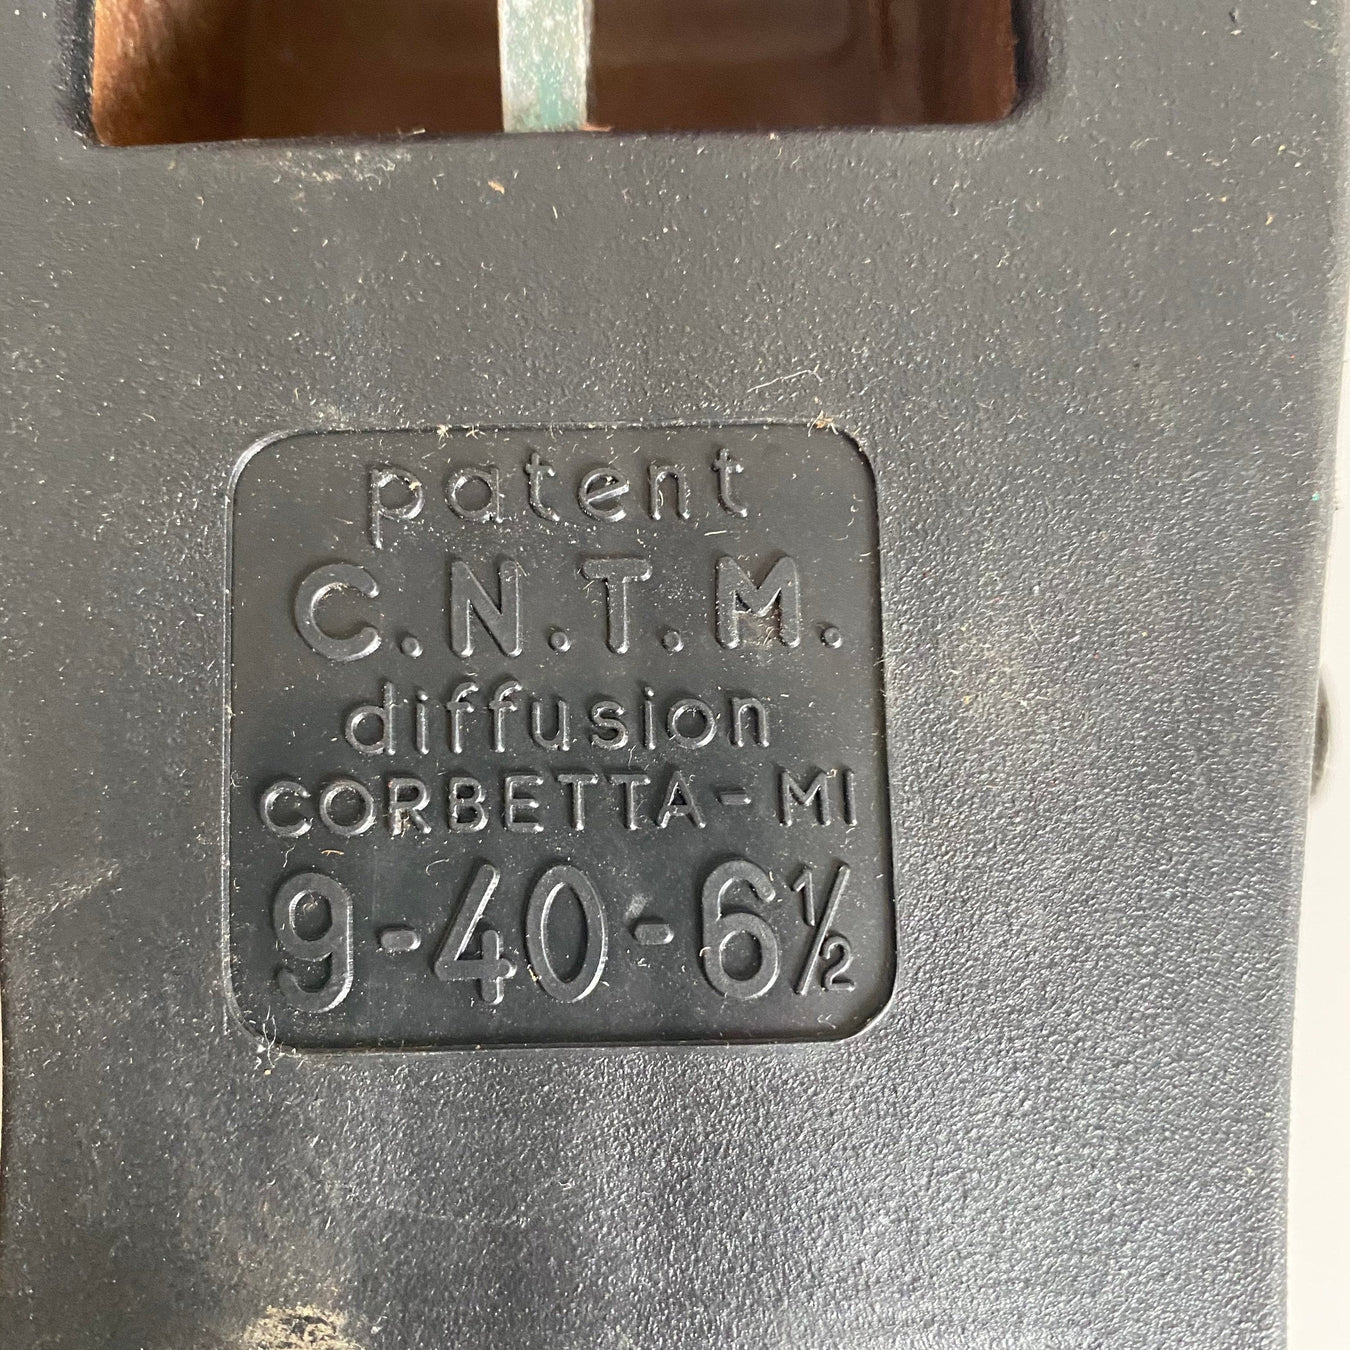 patent
C.N.T.M.
diffusion
CORBETTA-MI
9-40-6½